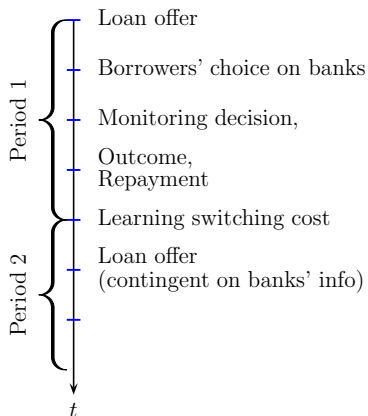 Loan offer
Borrowers' choice on banks
Period 1
Monitoring decision,
Outcome,
Repayment
Learning switching cost
Loan offer
(contingent on banks' info)
Period 2
t